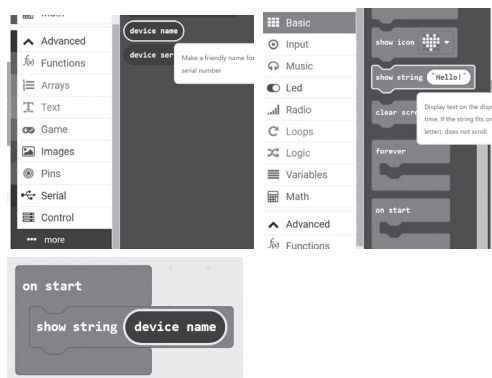 Math
Advanced
f(x) Functions
Arrays
Text
Game
Images
Pins
Serial
Control
more
device name
device ser
Make a friendly name for
serial number
Basic
Input
Music
Led
Radio
Loops
Logic
Variables
Math
Advanced
f(x) Functions
show icon
show string "Hello!"
clear scre
Display text on the disp
time. If the string fits on
letter), does not scroll.
forever
on start
on start
show string device name